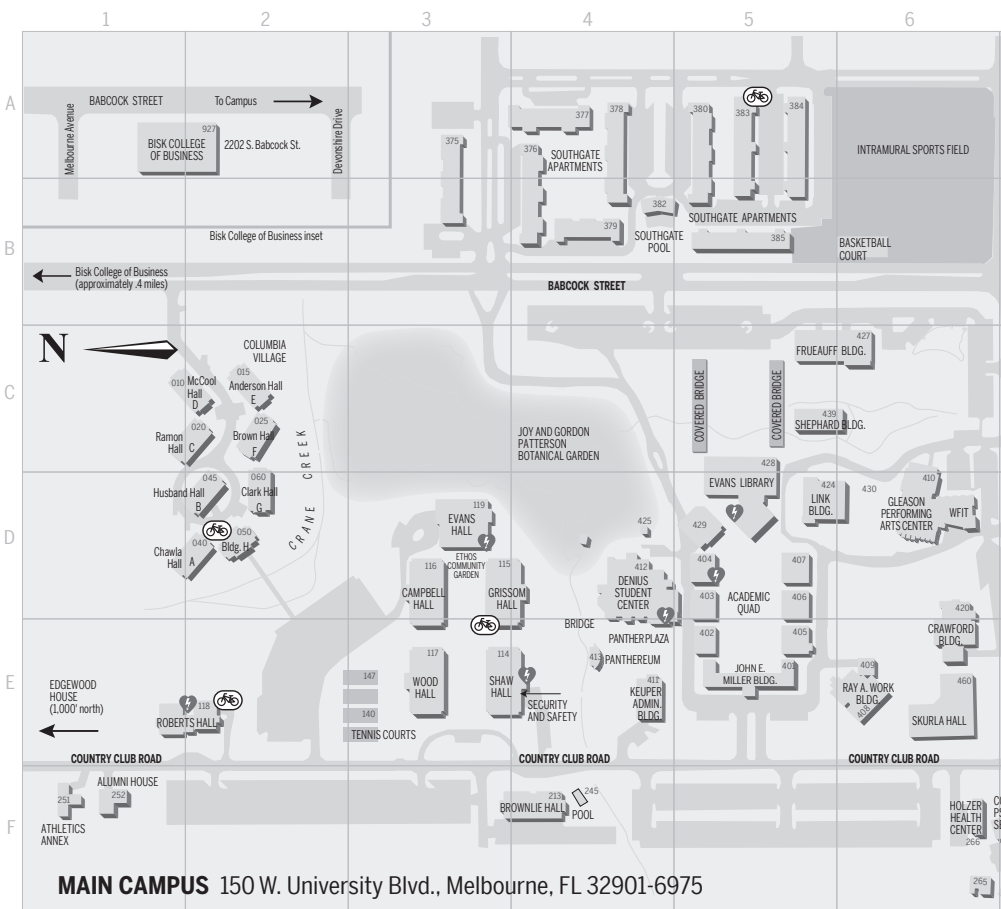 1 2 3 4 5 6
A
B
C
D
E
F
BABCOCK STREET
To Campus
Melbourne Avenue
Devonshire Drive
927
BISK COLLEGE
OF BUSINESS
2202 S. Babcock St.
Bisk College of Business inset
Bisk College of Business
(approximately .4 miles)
375
376
377
378
SOUTHGATE
APARTMENTS
379
380
382
SOUTHGATE
POOL
383
384
SOUTHGATE APARTMENTS
385
INTRAMURAL SPORTS FIELD
BASKETBALL
COURT
BABCOCK STREET
N
COLUMBIA
VILLAGE
010
McCool
Hall
D
015
Anderson Hall
E
020
Ramon
Hall
C
025
Brown Hall
F
045
Husband Hall
B
060
Clark Hall
G
040
Chawla
Hall
A
050
Bldg. H
CRANE CREEK
JOY AND GORDON
PATTERSON
BOTANICAL GARDEN
COVERED BRIDGE
COVERED BRIDGE
427
FRUEAUFF BLDG.
439
SHEPHARD BLDG.
428
EVANS LIBRARY
424
LINK
BLDG.
430
410
GLEASON
PERFORMING
ARTS CENTER
WFIT
119
EVANS
HALL
ETHOS
COMMUNITY
GARDEN
116
CAMPBELL
HALL
115
GRISSOM
HALL
425
412
DENIUS
STUDENT
CENTER
429
404
403
402
407
406
405
ACADEMIC
QUAD
401
JOHN E.
MILLER BLDG.
BRIDGE
PANTHER PLAZA
413
PANTHEREUM
411
KEUPER
ADMIN.
BLDG.
420
CRAWFORD
BLDG.
409
RAY A. WORK
BLDG.
408
460
SKURLA HALL
117
WOOD
HALL
114
SHAW
HALL
SECURITY
AND SAFETY
147
140
TENNIS COURTS
EDGEWOOD
HOUSE
(1,000' north)
118
ROBERTS HALL
COUNTRY CLUB ROAD
COUNTRY CLUB ROAD
COUNTRY CLUB ROAD
251
ATHLETICS
ANNEX
ALUMNI HOUSE
252
213
BROWNLIE HALL
245
POOL
HOLZER
HEALTH
CENTER
266
265
MAIN CAMPUS 150 W. University Blvd., Melbourne, FL 32901-6975